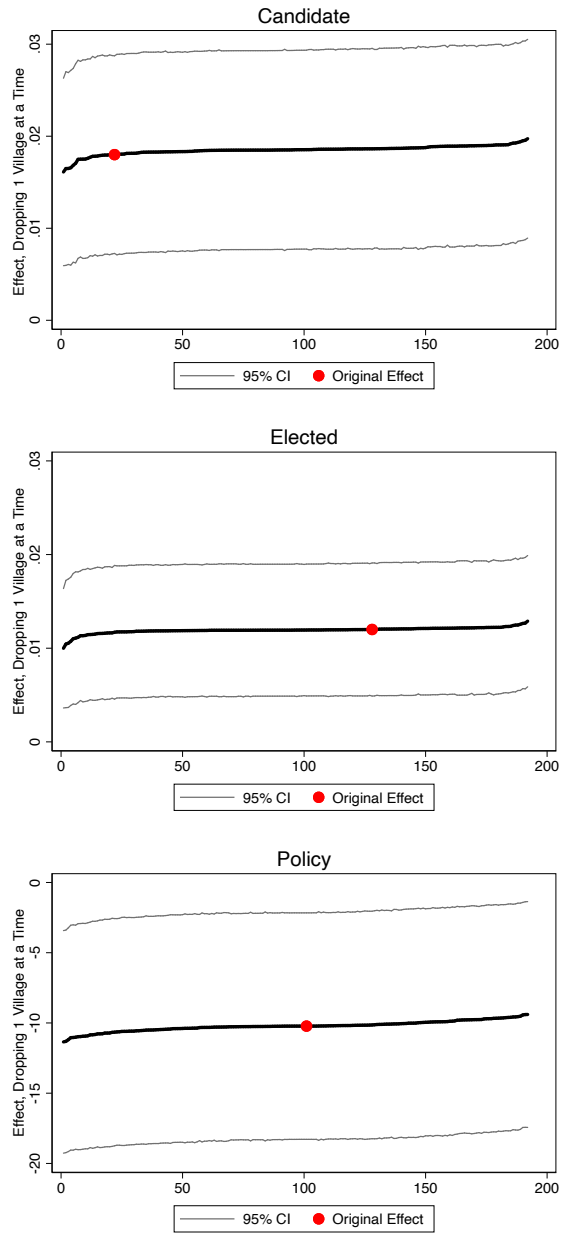 Candidate
Effect, Dropping 1 Village at a Time
.03
.02
.01
0
0 50 100 150 200
95% CI Original Effect
Elected
Effect, Dropping 1 Village at a Time
.03
.02
.01
0
0 50 100 150 200
95% CI Original Effect
Policy
Effect, Dropping 1 Village at a Time
0
-5
-10
-15
-20
0 50 100 150 200
95% CI Original Effect